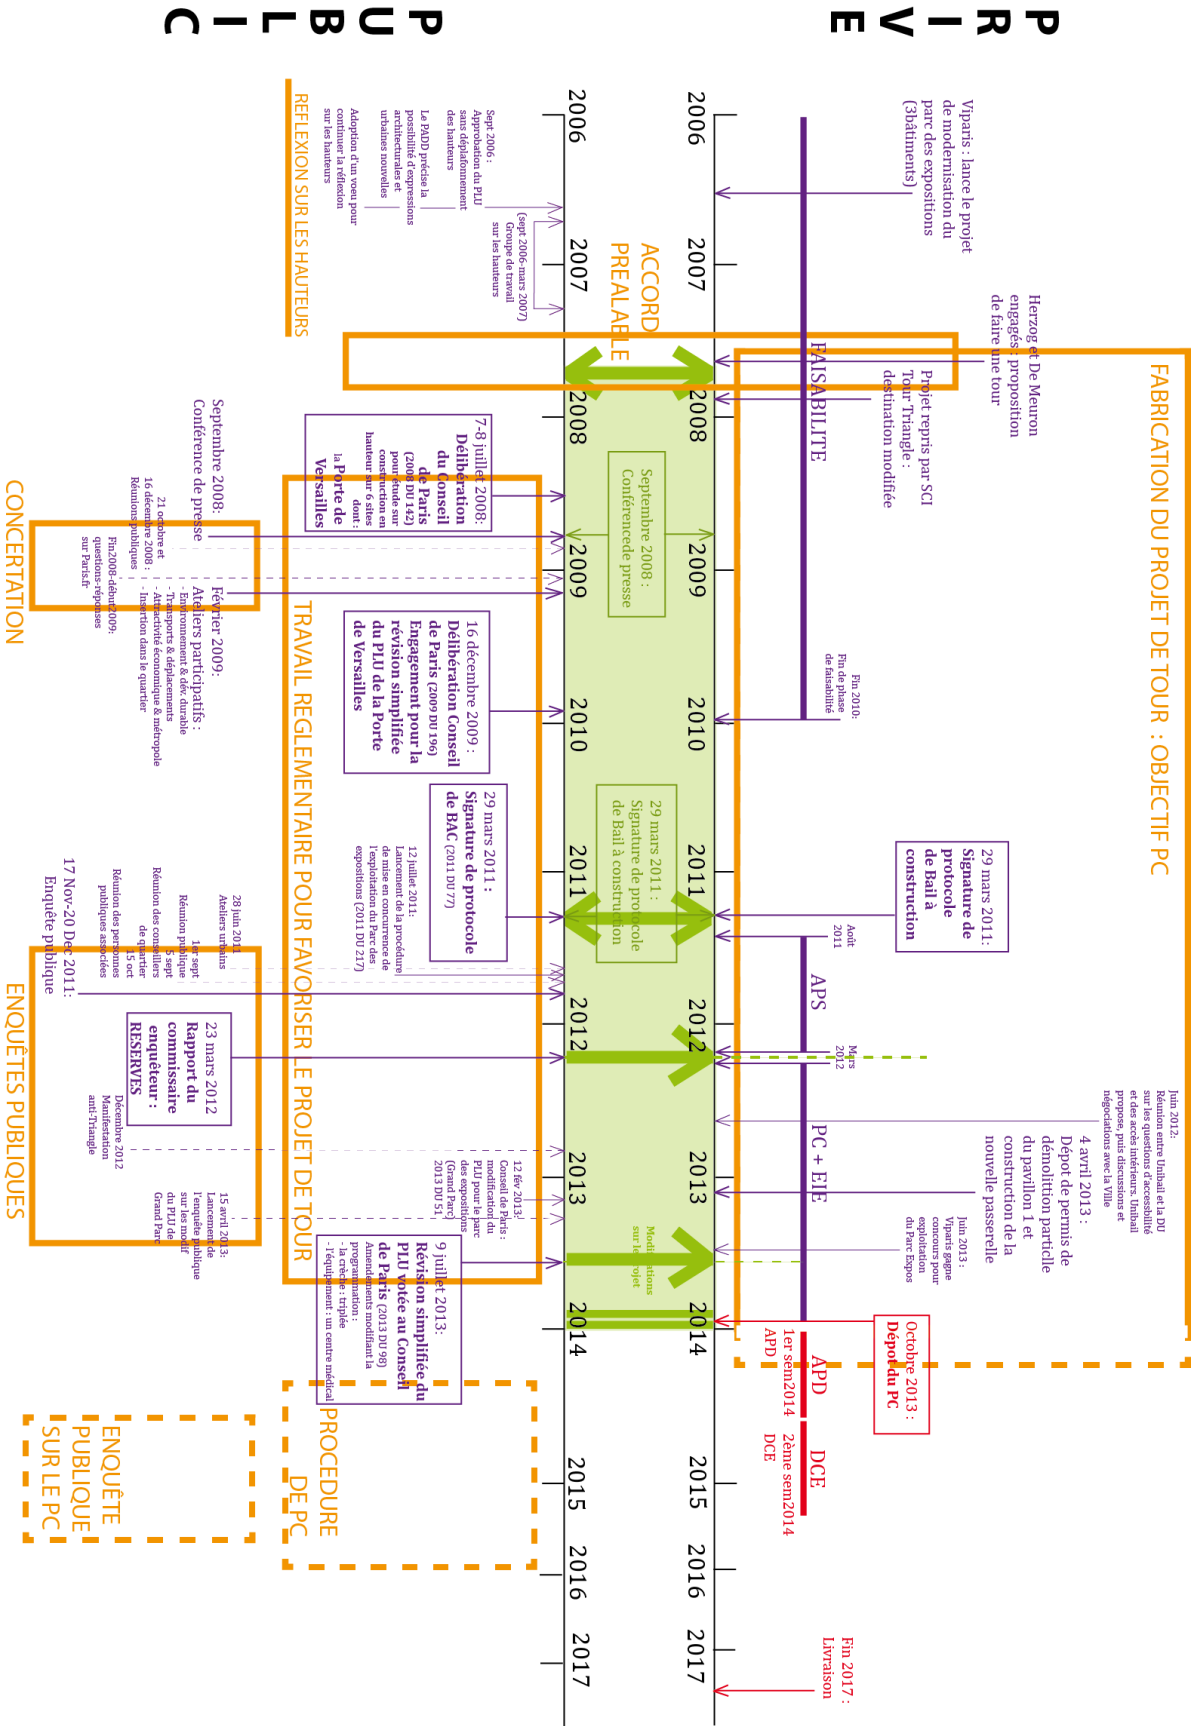 PRIVE
FABRICATION DU PROJET DE TOUR : OBJECTIF PC
Viparis : lance le projet
de modernisation du
parc des expositions
(3bâtiments)
Herzog et De Meuron
engagés : proposition
de faire une tour
Projet repris par SCI
Tour Triangle :
destination modifiée
FAISABILITE
Fin 2010:
Fin de phase
de faisabilité
29 mars 2011:
Signature de
protocole
de Bail à
construction
Août
2011
APS
Mars
2012
Juin 2012:
Réunion entre Unibail et la DU
sur les questions d'accessbilité
et des accès intérieurs. Unibail
propose, puis discussions et
négociations avec la Ville
PC + EIE
4 avril 2013 :
Dépot de permis de
démolittion particlle
du pavillon 1 et
construction de la
nouvelle passerelle
Juin 2013 :
Viparis gagne
concours pour
exploitation
du Parc Expos
Octobre 2013 :
Dépot du PC
APD
1er sem2014
APD
DCE
2ème sem2014
DCE
Fin 2017 :
Livraison
2006
2007
2008
2009
2010
2011
2012
2013
2014
2015
2016
2017
ACCORD
PREALABLE
Septembre 2008 :
Conférencede presse
29 mars 2011 :
Signature de protocole
de Bail à construction
Modifications
sur le projet
2006
2007
2008
2009
2010
2011
2012
2013
2014
2015
2016
2017
PUBLIC
Sept 2006 :
Approbation du PLU
sans déplafonnement
des hauteurs
Le PADD précise la
possibilité d'expressions
architecturales et
urbaines nouvelles
Adoption d'un voeu pour
continuer la réflexion
sur les hauteurs
(sept 2006-mars 2007)
Groupe de travail
sur les hauteurs
REFLEXION SUR LES HAUTEURS
7-8 juillet 2008:
Délibération
du Conseil
de Paris
(2008 DU 142)
pour étude sur
construction en
hauteur sur 6 sites
dont :
la Porte de
Versailles
16 décembre 2009 :
Délibération Conseil
de Paris (2009 DU 196)
Engagement pour la
révision simplifiée
du PLU de la Porte
de Versailles
29 mars 2011 :
Signature de protocole
de BAC (2011 DU 77)
12 juillet 2011:
Lancement de la procédure
de mise en concurrence de
l'exploitation du Parc des
expositions (2011 DU 217)
12 fév 2013:
Conseil de Paris :
modification du
PLU pour le parc
des expositions
(Grand Parc)
2013 DU 51
9 juillet 2013:
Révision simplifiée du
PLU votée au Conseil
de Paris (2013 DU 98)
Amendements modifiant la
programmation :
- la crèche : triplée
- l'équipement : un centre médical
TRAVAIL REGLEMENTAIRE POUR FAVORISER LE PROJET DE TOUR
PROCEDURE
DE PC
Septembre 2008:
Conférence de presse
21 octobre et
16 décembre 2008 :
Réunions publiques
Fin2008-début2009:
questions-réponses
sur Paris.fr
Février 2009:
Ateliers participatifs :
- Environnement & dév. durable
- Transports & déplacements
- Attractivité économique & métropole
- Insertion dans le quartier
CONCERTATION
28 juin 2011
Ateliers urbains
1er sept
Réunion publique
5 sept
Réunion des conseillers
de quartier
15 oct
Réunion des personnes
publiques associées
17 Nov-20 Dec 2011:
Enquête publique
23 mars 2012
Rapport du
commissaire
enquêteur :
RESERVES
Décembre 2012
Manifestation
anti-Triangle
15 avril 2013:
Lancement de
l'enquête publique
sur les modif
du PLU de
Grand Parc
ENQUÊTES PUBLIQUES
ENQUÊTE
PUBLIQUE
SUR LE PC